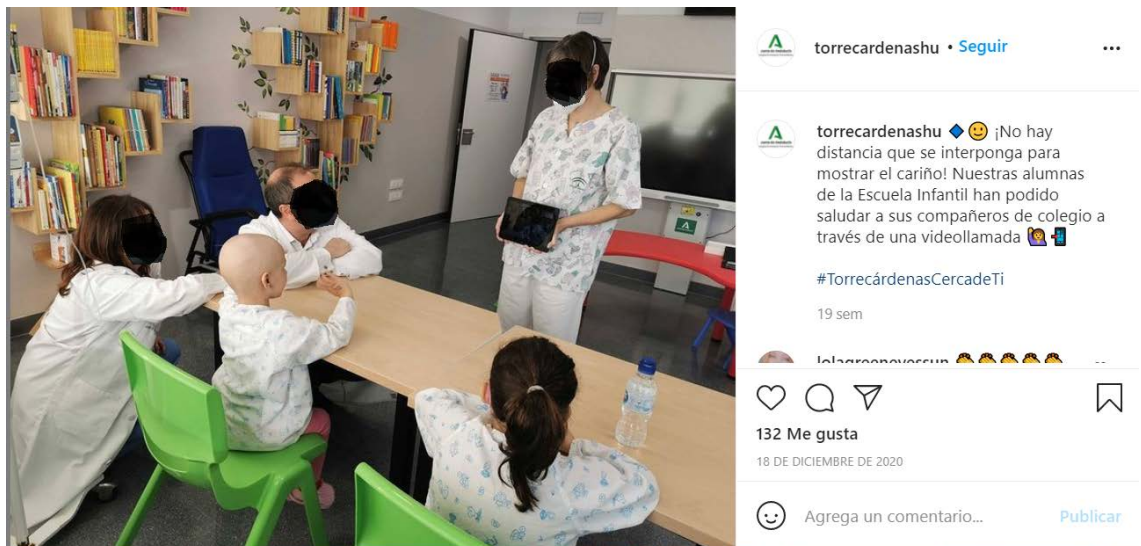 torrecardenashu • Seguir
torrecardenashu 🔷 🙂 ¡No hay
distancia que se interponga para
mostrar el cariño! Nuestras alumnas
de la Escuela Infantil han podido
saludar a sus compañeros de colegio a
través de una videollamada 🙋 📲
#TorrecárdenasCercadeTi
19 sem
lolagreeneyessun
132 Me gusta
18 DE DICIEMBRE DE 2020
Agrega un comentario...
Publicar